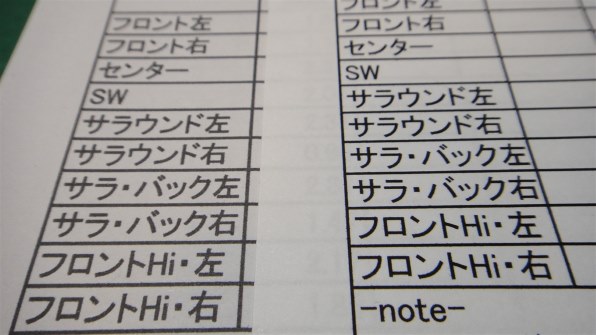 フロント左
フロント右
センター
SW
サラウンド左
サラウンド右
サラ・バック左
サラ・バック右
フロントHi・左
フロントHi・右
フロント左
フロント右
センター
SW
サラウンド左
サラウンド右
サラ・バック左
サラ・バック右
フロントHi・左
フロントHi・右
-note-